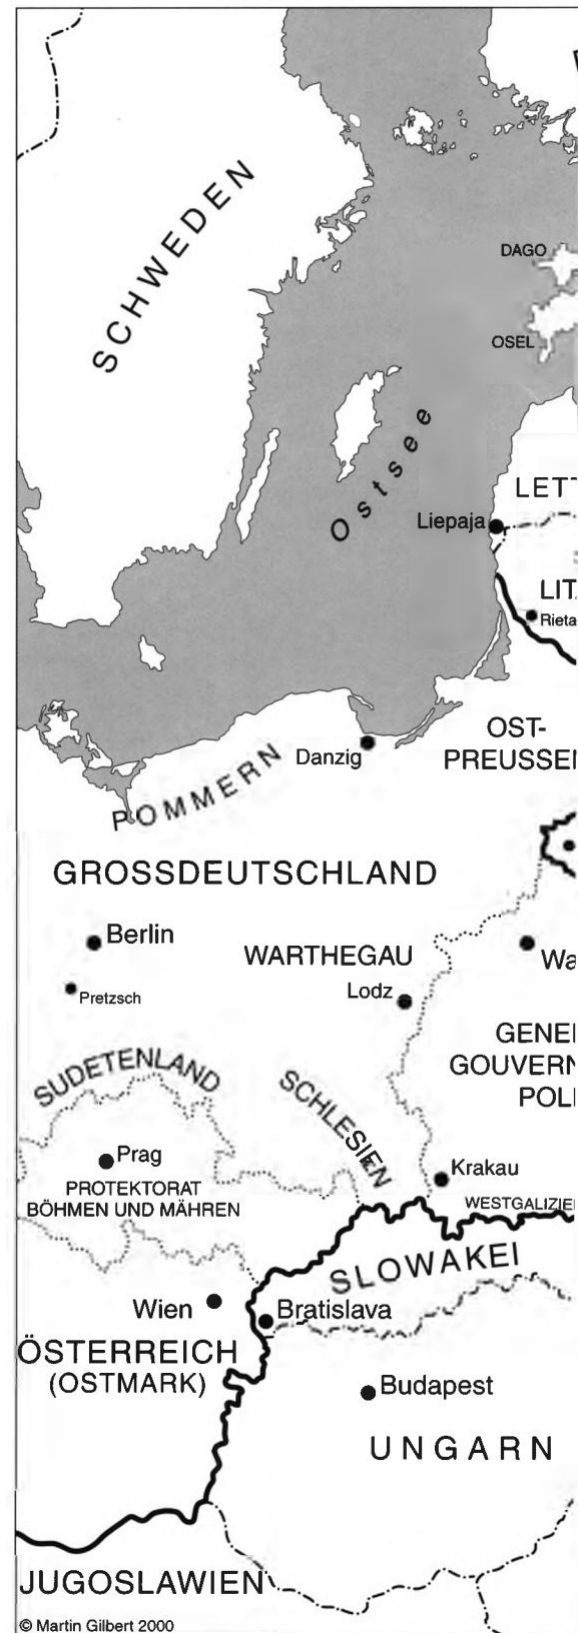 SCHWEDEN
DAGO
OSEL
Ostsee
LETT
Liepaja
LIT
Rieta
OST-
PREUSSEN
Danzig
POMMERN
GROSSDEUTSCHLAND
Berlin
WARTHEGAU
Wa
Pretzsch
Lodz
GENE
GOUVERN
POL
SUDETENLAND
SCHLESIEN
Prag
Krakau
PROTEKTORAT
BÖHMEN UND MÄHREN
WESTGALIZIE
SLOWAKEI
Wien
Bratislava
ÖSTERREICH
(OSTMARK)
Budapest
UNGARN
JUGOSLAWIEN
© Martin Gilbert 2000